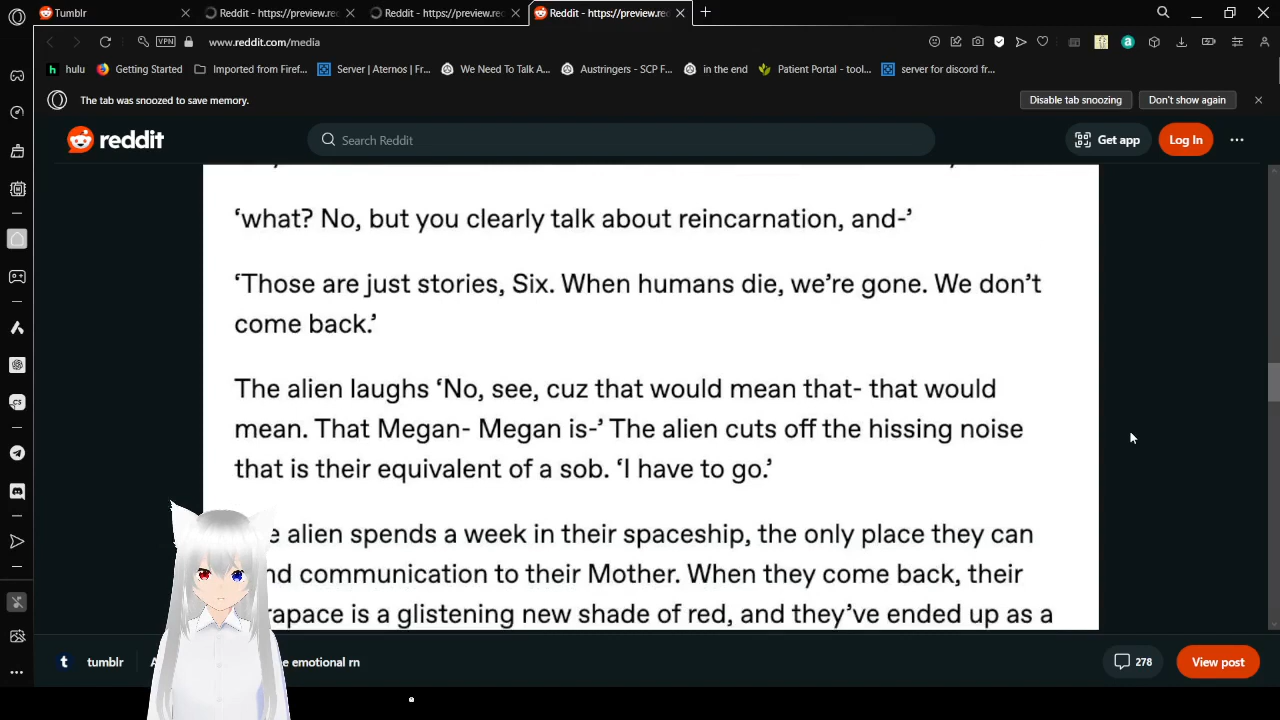 Tumblr
Reddit - https://preview.red
Reddit - https://preview.red
Reddit - https://preview.red
VPN
www.reddit.com/media
hulu
Getting Started
Imported from Firef...
Server | Aternos | Fr...
We Need To Talk A...
Austringers - SCP F...
in the end
Patient Portal - tool...
server for discord fr...
The tab was snoozed to save memory.
Disable tab snoozing
Don't show again
reddit
Search Reddit
Get app
Log In
‘what? No, but you clearly talk about reincarnation, and-’
‘Those are just stories, Six. When humans die, we’re gone. We don’t
come back.’
The alien laughs ‘No, see, cuz that would mean that- that would
mean. That Megan- Megan is-’ The alien cuts off the hissing noise
that is their equivalent of a sob. ‘I have to go.’
alien spends a week in their spaceship, the only place they can
communication to their Mother. When they come back, their
is a glistening new shade of red, and they’ve ended up as a
tumblr
emotional rn
278
View post